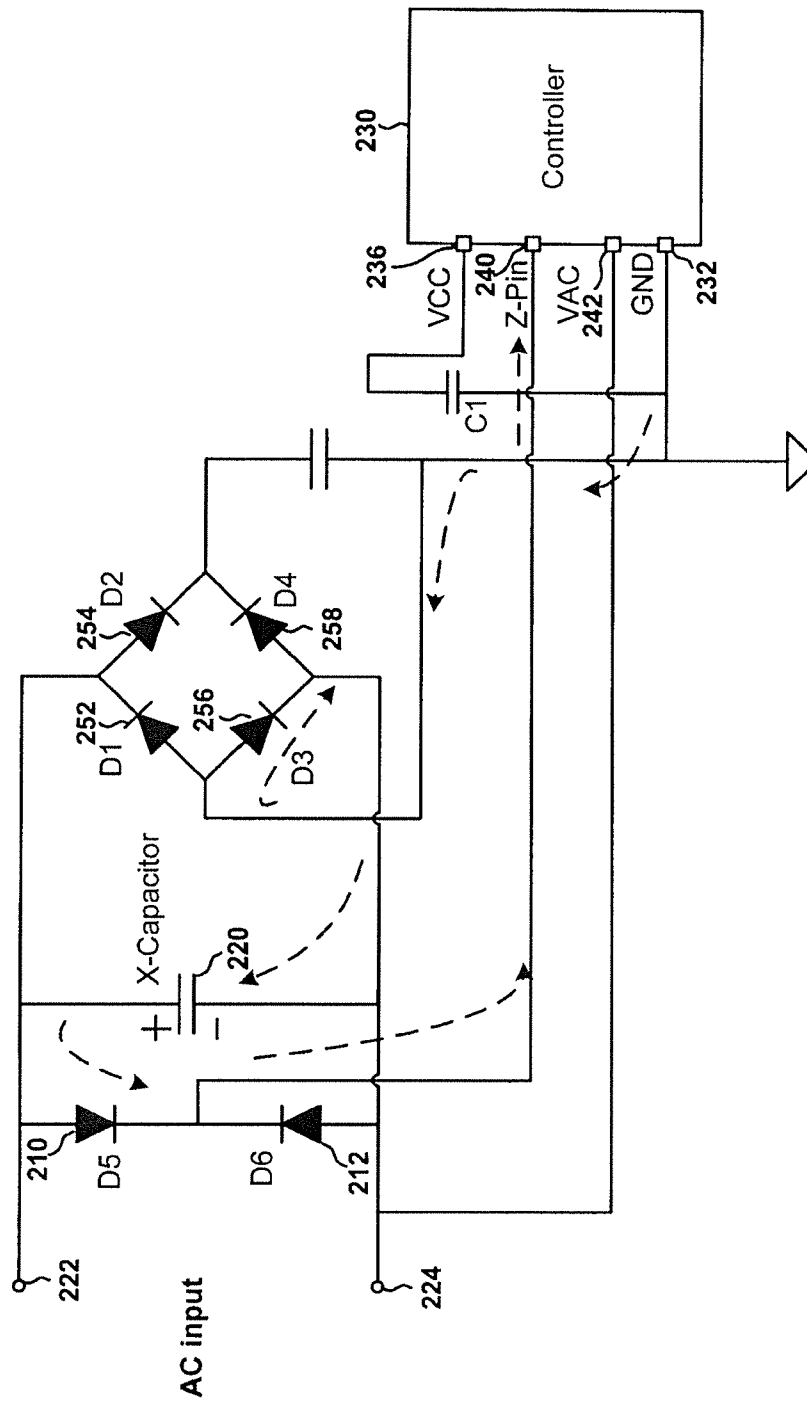 AC input
222
224
210
D5
D6
212
X-Capacitor
+
−
220
D1
252
254
D2
D3
256
258
D4
C1
VCC
236
Z-Pin
240
VAC
242
GND
232
230
Controller